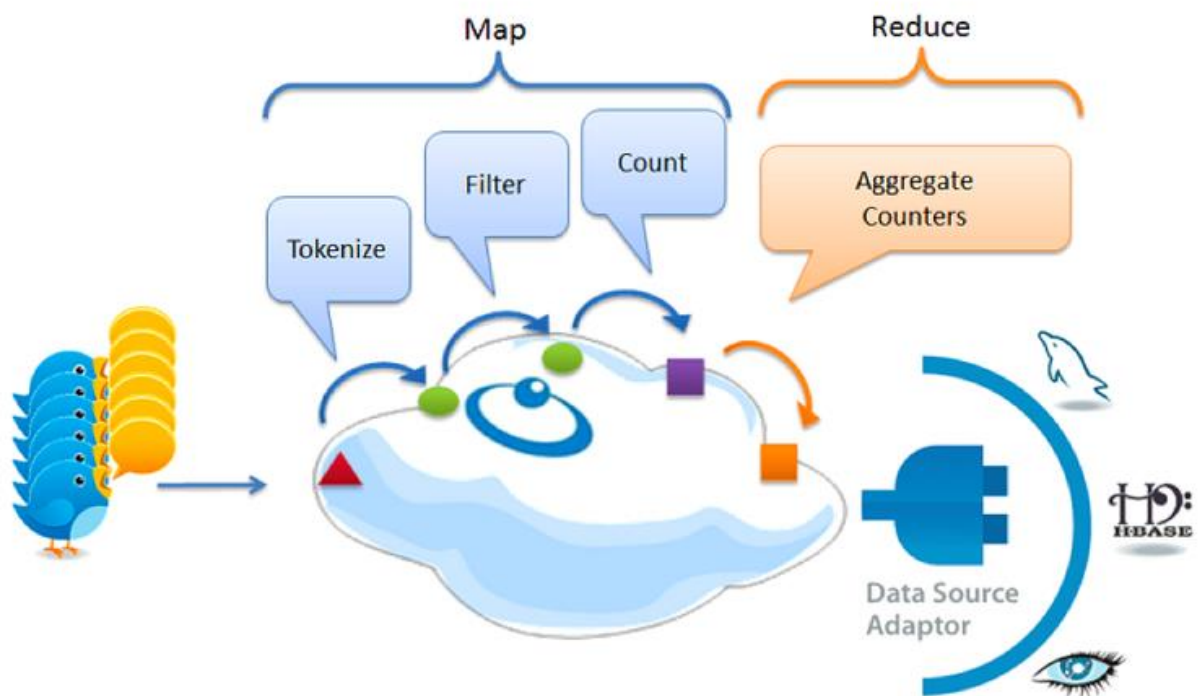 Map
Reduce
Tokenize
Filter
Count
Aggregate
Counters
HBASE
Data Source
Adaptor